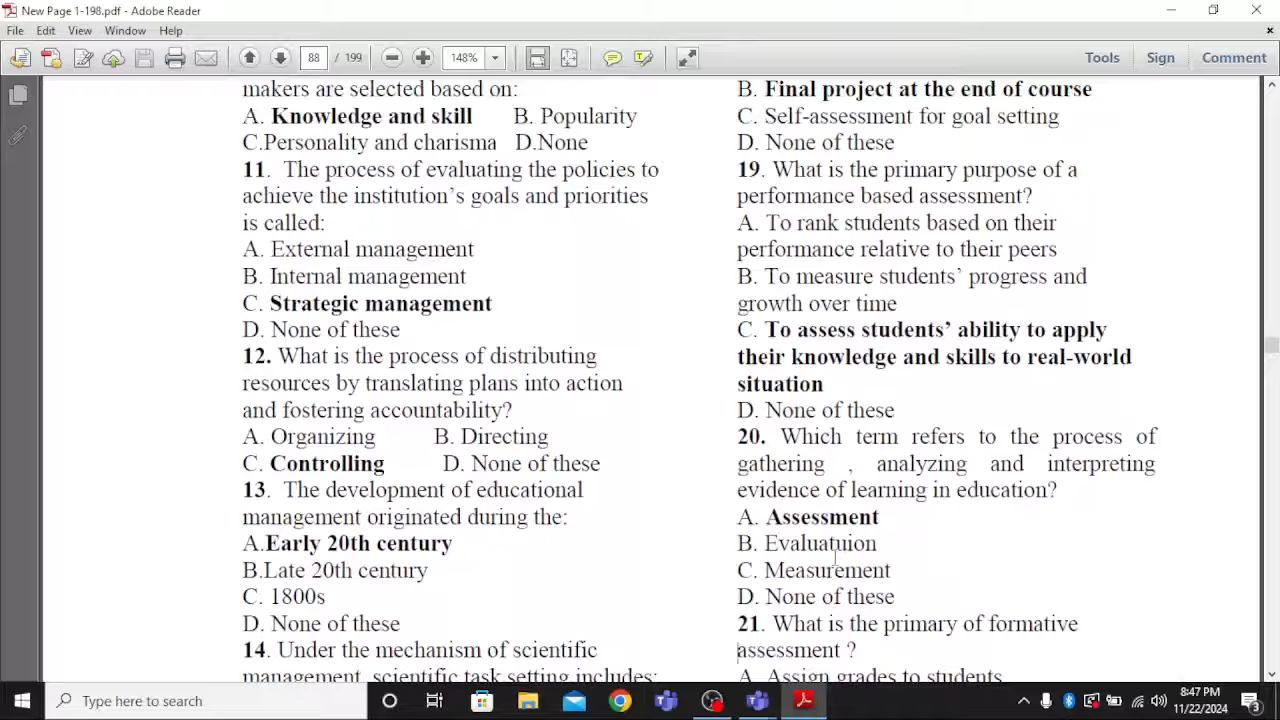 New Page 1-198.pdf - Adobe Reader
File Edit View Window Help
88 / 199
148%
Tools Sign Comment
makers are selected based on:
A. Knowledge and skill B. Popularity
C.Personality and charisma D.None
11. The process of evaluating the policies to
achieve the institution’s goals and priorities
is called:
A. External management
B. Internal management
C. Strategic management
D. None of these
12. What is the process of distributing
resources by translating plans into action
and fostering accountability?
A. Organizing B. Directing
C. Controlling D. None of these
13. The development of educational
management originated during the:
A.Early 20th century
B.Late 20th century
C. 1800s
D. None of these
14. Under the mechanism of scientific
management, scientific task setting includes:
B. Final project at the end of course
C. Self-assessment for goal setting
D. None of these
19. What is the primary purpose of a
performance based assessment?
A. To rank students based on their
performance relative to their peers
B. To measure students’ progress and
growth over time
C. To assess students’ ability to apply
their knowledge and skills to real-world
situation
D. None of these
20. Which term refers to the process of
gathering , analyzing and interpreting
evidence of learning in education?
A. Assessment
B. Evaluatuion
C. Measurement
D. None of these
21. What is the primary of formative
assessment ?
A. Assign grades to students
Type here to search
8:47 PM
11/22/2024
3